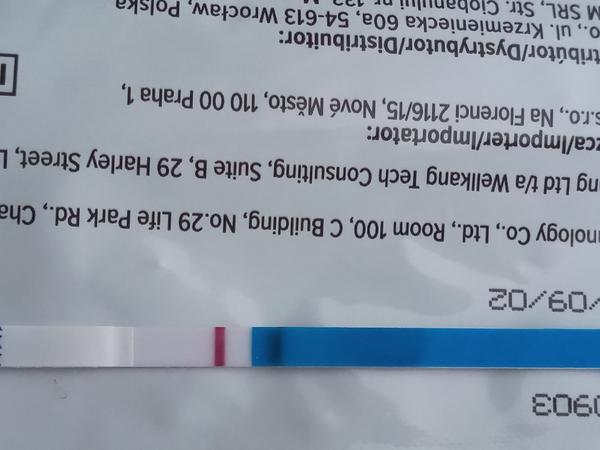 0903
/09/02
nology Co., Ltd., Room 100, C Building, No.29 Life Park Rd., Cha
ng Ltd t/a Wellkang Tech Consulting, Suite B, 29 Harley Street, L
zca/Importer/Importator:
s.r.o., Na Florenci 2116/15, Nové Město, 110 00 Praha 1,
tribútor/Dystrybutor/Distribuitor:
o., ul. Krzemieniecka 60a, 54-613 Wrocław, Polska
M SRL, Str. Ciobanului nr.